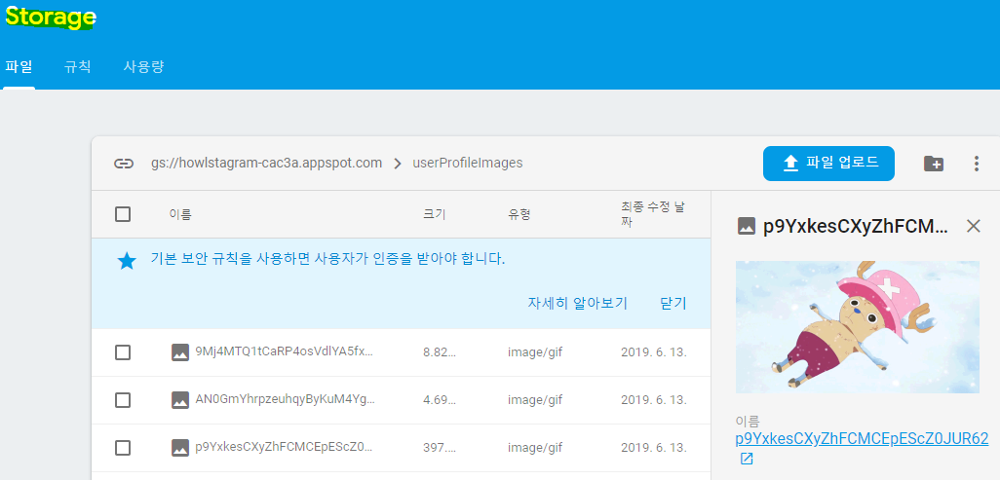 Storage
파일 규칙 사용량
gs://howlstagram-cac3a.appspot.com > userProfileImages
파일 업로드
이름 크기 유형 최종 수정 날짜
기본 보안 규칙을 사용하면 사용자가 인증을 받아야 합니다.
자세히 알아보기 닫기
9Mj4MTQ1tCaRP4osVdlYA5fx... 8.82... image/gif 2019. 6. 13.
AN0GmYhrpzeuhqyByKuM4Yg... 4.69... image/gif 2019. 6. 13.
p9YxkesCXyZhFCMCEpEScZ0... 397.... image/gif 2019. 6. 13.
p9YxkesCXyZhFCM...
이름
p9YxkesCXyZhFCMCEpEScZ0JUR62